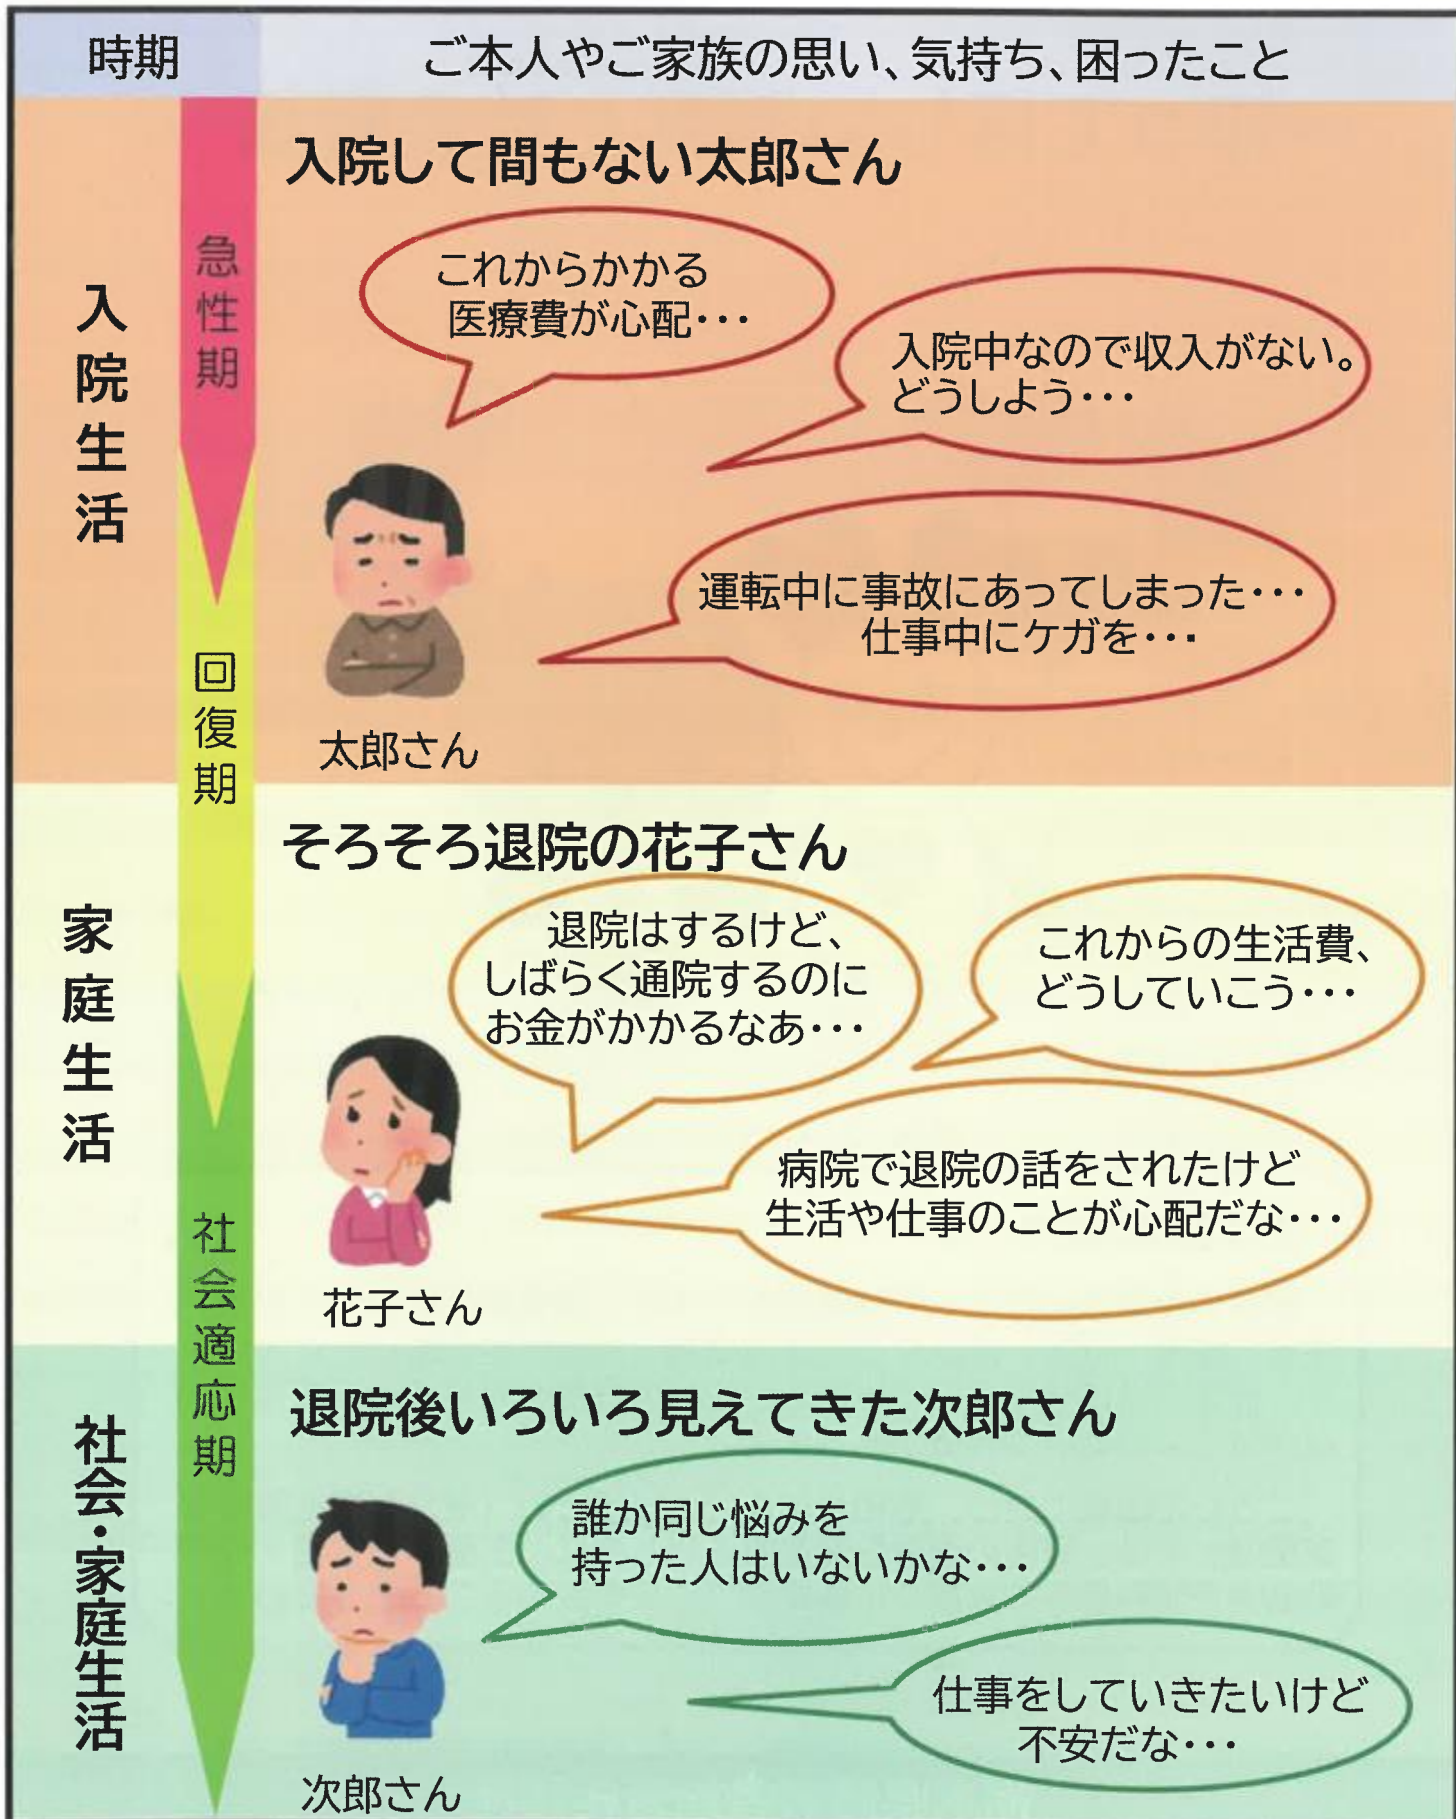 時期
ご本人やご家族の思い、気持ち、困ったこと
入院生活
急性期
回復期
入院して間もない太郎さん
これからかかる
医療費が心配・・・
入院中なので収入がない。
どうしよう・・・
運転中に事故にあってしまった・・・
仕事中にケガを・・・
太郎さん
家庭生活
そろそろ退院の花子さん
退院はするけど、
しばらく通院するのに
お金がかかるなあ・・・
これからの生活費、
どうしていこう・・・
病院で退院の話をされたけど
生活や仕事のことが心配だな・・・
花子さん
社会適応期
社会・家庭生活
退院後いろいろ見えてきた次郎さん
誰か同じ悩みを
持った人はいないかな・・・
仕事をしていきたいけど
不安だな・・・
次郎さん